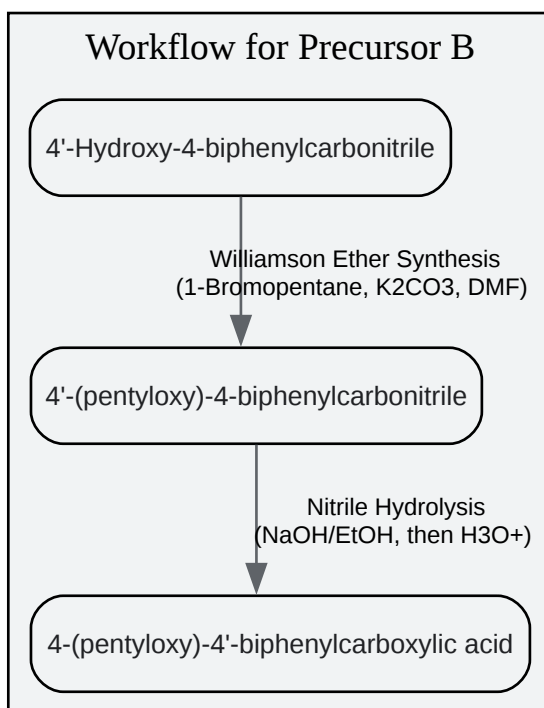 Workflow for Precursor B
4'-Hydroxy-4-biphenylcarbonitrile
Williamson Ether Synthesis
(1-Bromopentane, K2CO3, DMF)
4'-(pentyloxy)-4-biphenylcarbonitrile
Nitrile Hydrolysis
(NaOH/EtOH, then H3O+)
4-(pentyloxy)-4'-biphenylcarboxylic acid